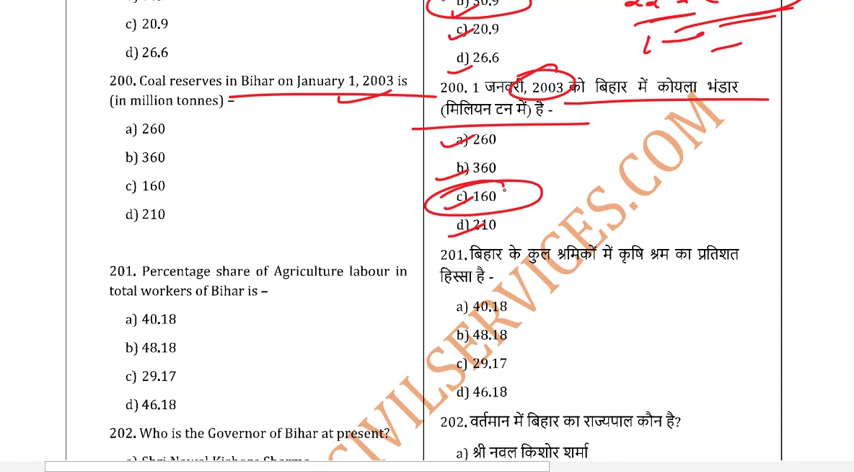 c) 20.9
d) 26.6
200. Coal reserves in Bihar on January 1, 2003 is
(in million tonnes) –
a) 260
b) 360
c) 160
d) 210
201. Percentage share of Agriculture labour in
total workers of Bihar is –
a) 40.18
b) 48.18
c) 29.17
d) 46.18
202. Who is the Governor of Bihar at present?
b) 30.9
c) 20.9
d) 26.6
200. 1 जनवरी, 2003 को बिहार में कोयला भंडार
(मिलियन टन में) है -
a) 260
b) 360
c) 160
d) 210
201. बिहार के कुल श्रमिकों में कृषि श्रम का प्रतिशत
हिस्सा है -
a) 40.18
b) 48.18
c) 29.17
d) 46.18
202. वर्तमान में बिहार का राज्यपाल कौन है?
a) श्री नवल किशोर शर्मा
CIVILSERVICES.COM